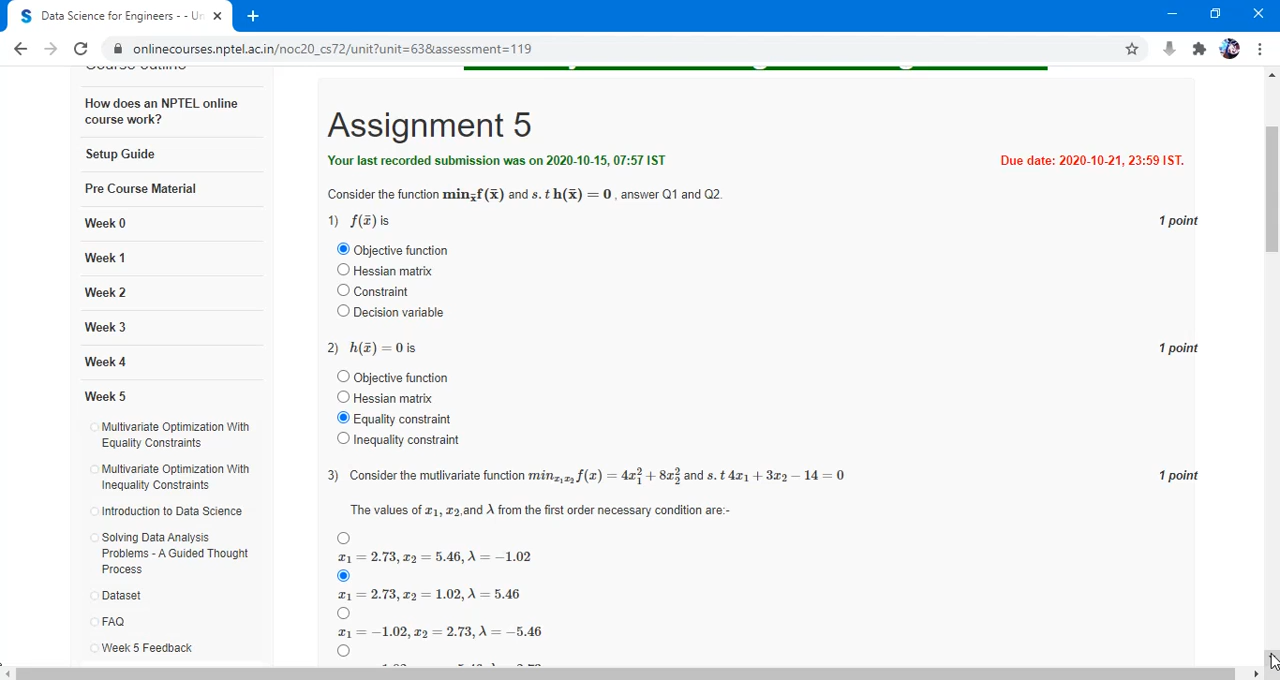 Data Science for Engineers - - Un
onlinecourses.nptel.ac.in/noc20_cs72/unit?unit=63&assessment=119
Course outline
How does an NPTEL online
course work?
Setup Guide
Pre Course Material
Week 0
Week 1
Week 2
Week 3
Week 4
Week 5
Multivariate Optimization With
Equality Constraints
Multivariate Optimization With
Inequality Constraints
Introduction to Data Science
Solving Data Analysis
Problems - A Guided Thought
Process
Dataset
FAQ
Week 5 Feedback
Assignment 5
Your last recorded submission was on 2020-10-15, 07:57 IST
Due date: 2020-10-21, 23:59 IST.
Consider the function min_x̄ f(x̄) and s.t h(x̄) = 0 , answer Q1 and Q2.
1) f(x̄) is
1 point
Objective function
Hessian matrix
Constraint
Decision variable
2) h(x̄) = 0 is
1 point
Objective function
Hessian matrix
Equality constraint
Inequality constraint
3) Consider the mutlivariate function min_x₁x₂ f(x) = 4x₁² + 8x₂² and s.t 4x₁ + 3x₂ − 14 = 0
1 point
The values of x₁, x₂,and λ from the first order necessary condition are:-
x₁ = 2.73, x₂ = 5.46, λ = −1.02
x₁ = 2.73, x₂ = 1.02, λ = 5.46
x₁ = −1.02, x₂ = 2.73, λ = −5.46